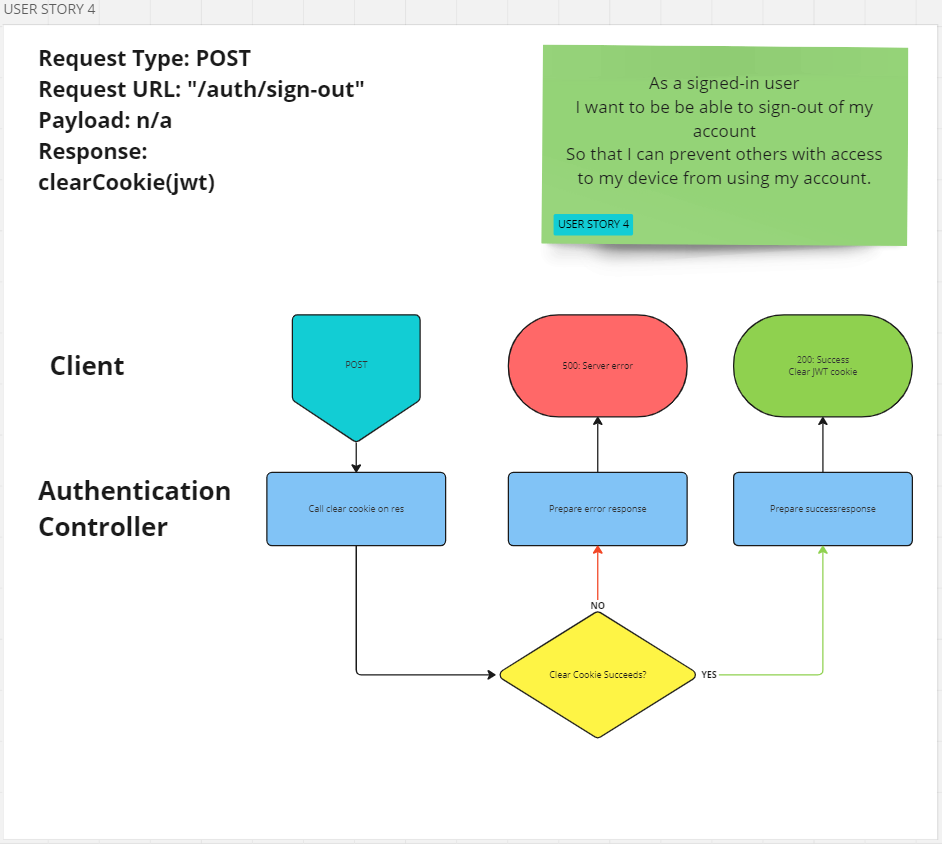 USER STORY 4
Request Type: POST
Request URL: "/auth/sign-out"
Payload: n/a
Response:
clearCookie(jwt)
As a signed-in user
I want to be be able to sign-out of my
account
So that I can prevent others with access
to my device from using my account.
USER STORY 4
Client
POST
500: Server error
200: Success
Clear JWT cookie
Authentication
Controller
Call clear cookie on res
Prepare error response
Prepare successresponse
NO
Clear Cookie Succeeds?
YES